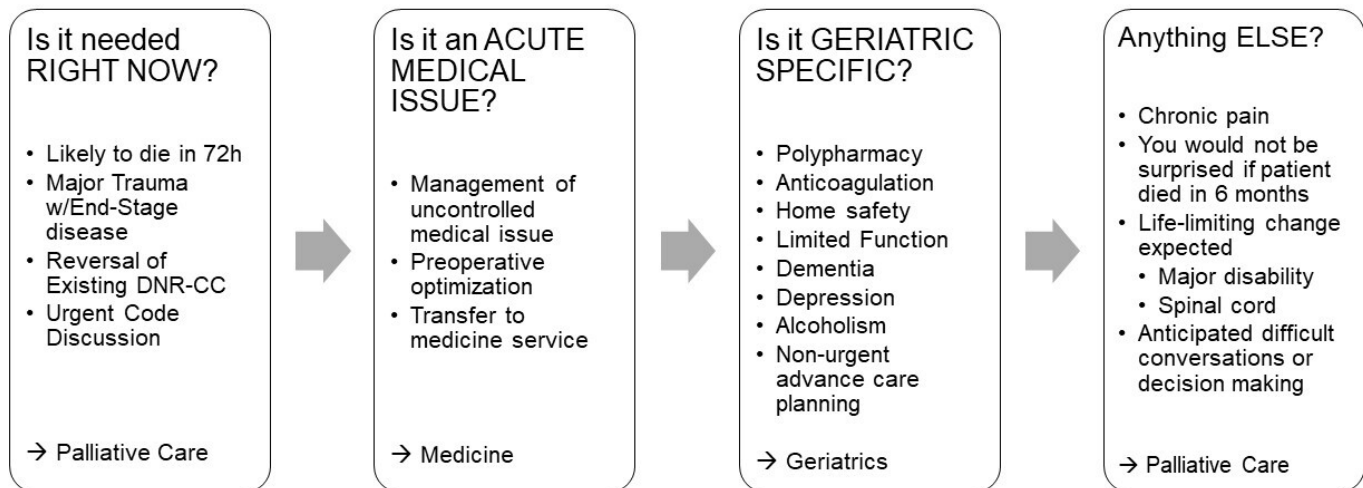 Is it needed
RIGHT NOW?
• Likely to die in 72h
• Major Trauma
w/End-Stage
disease
• Reversal of
Existing DNR-CC
• Urgent Code
Discussion
→ Palliative Care
Is it an ACUTE
MEDICAL
ISSUE?
• Management of
uncontrolled
medical issue
• Preoperative
optimization
• Transfer to
medicine service
→ Medicine
Is it GERIATRIC
SPECIFIC?
• Polypharmacy
• Anticoagulation
• Home safety
• Limited Function
• Dementia
• Depression
• Alcoholism
• Non-urgent
advance care
planning
→ Geriatrics
Anything ELSE?
• Chronic pain
• You would not be
surprised if patient
died in 6 months
• Life-limiting change
expected
• Major disability
• Spinal cord
• Anticipated difficult
conversations or
decision making
→ Palliative Care